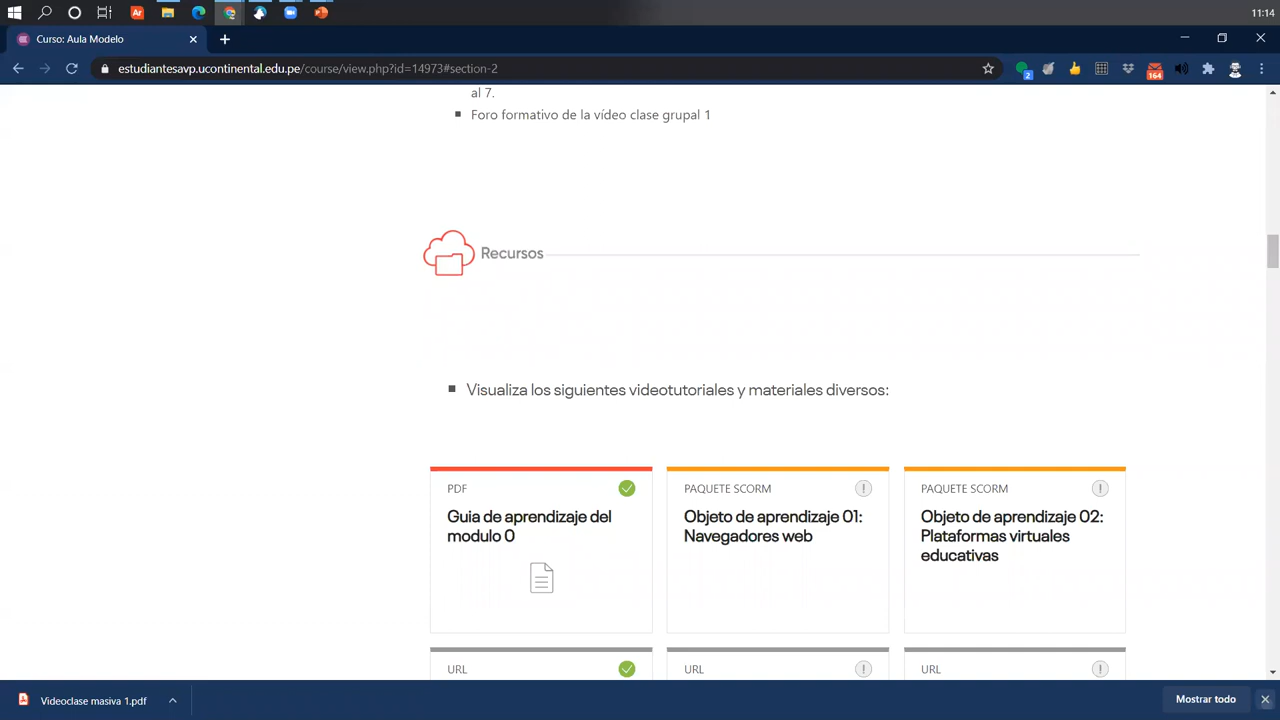 11:14
Curso: Aula Modelo
estudiantesavp.ucontinental.edu.pe/course/view.php?id=14973#section-2
2
164
al 7.
Foro formativo de la vídeo clase grupal 1
Recursos
Visualiza los siguientes videotutoriales y materiales diversos:
PDF
Guia de aprendizaje del
modulo 0
PAQUETE SCORM
Objeto de aprendizaje 01:
Navegadores web
PAQUETE SCORM
Objeto de aprendizaje 02:
Plataformas virtuales
educativas
URL
URL
URL
Videoclase masiva 1.pdf
Mostrar todo